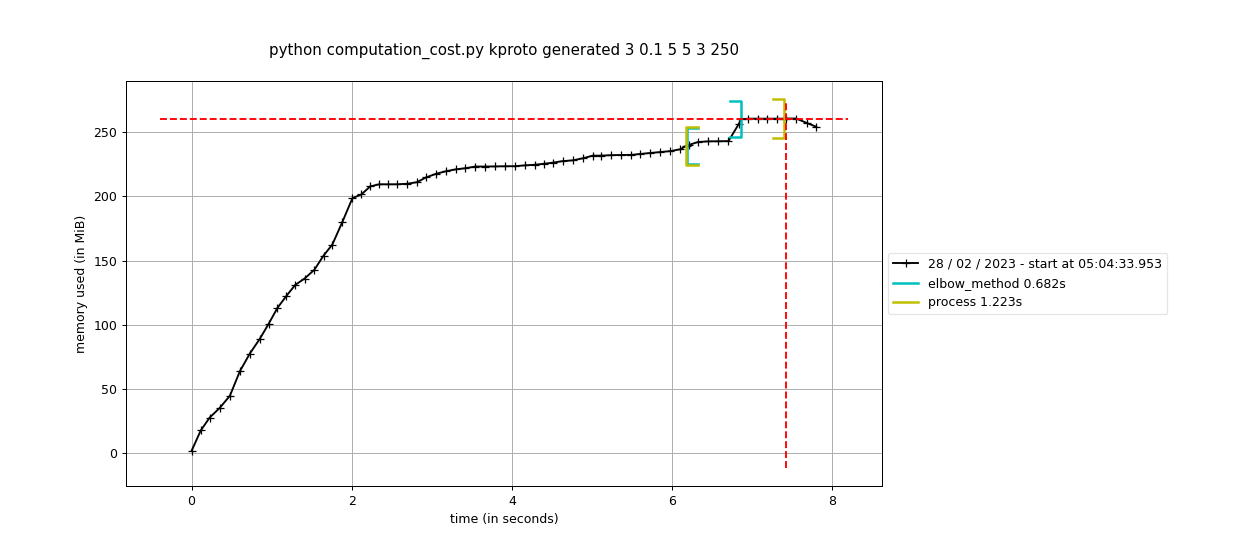 python computation_cost.py kproto generated 3 0.1 5 5 3 250
memory used (in MiB)
250
200
150
100
50
0
0 2 4 6 8
time (in seconds)
28 / 02 / 2023 - start at 05:04:33.953
elbow_method 0.682s
process 1.223s